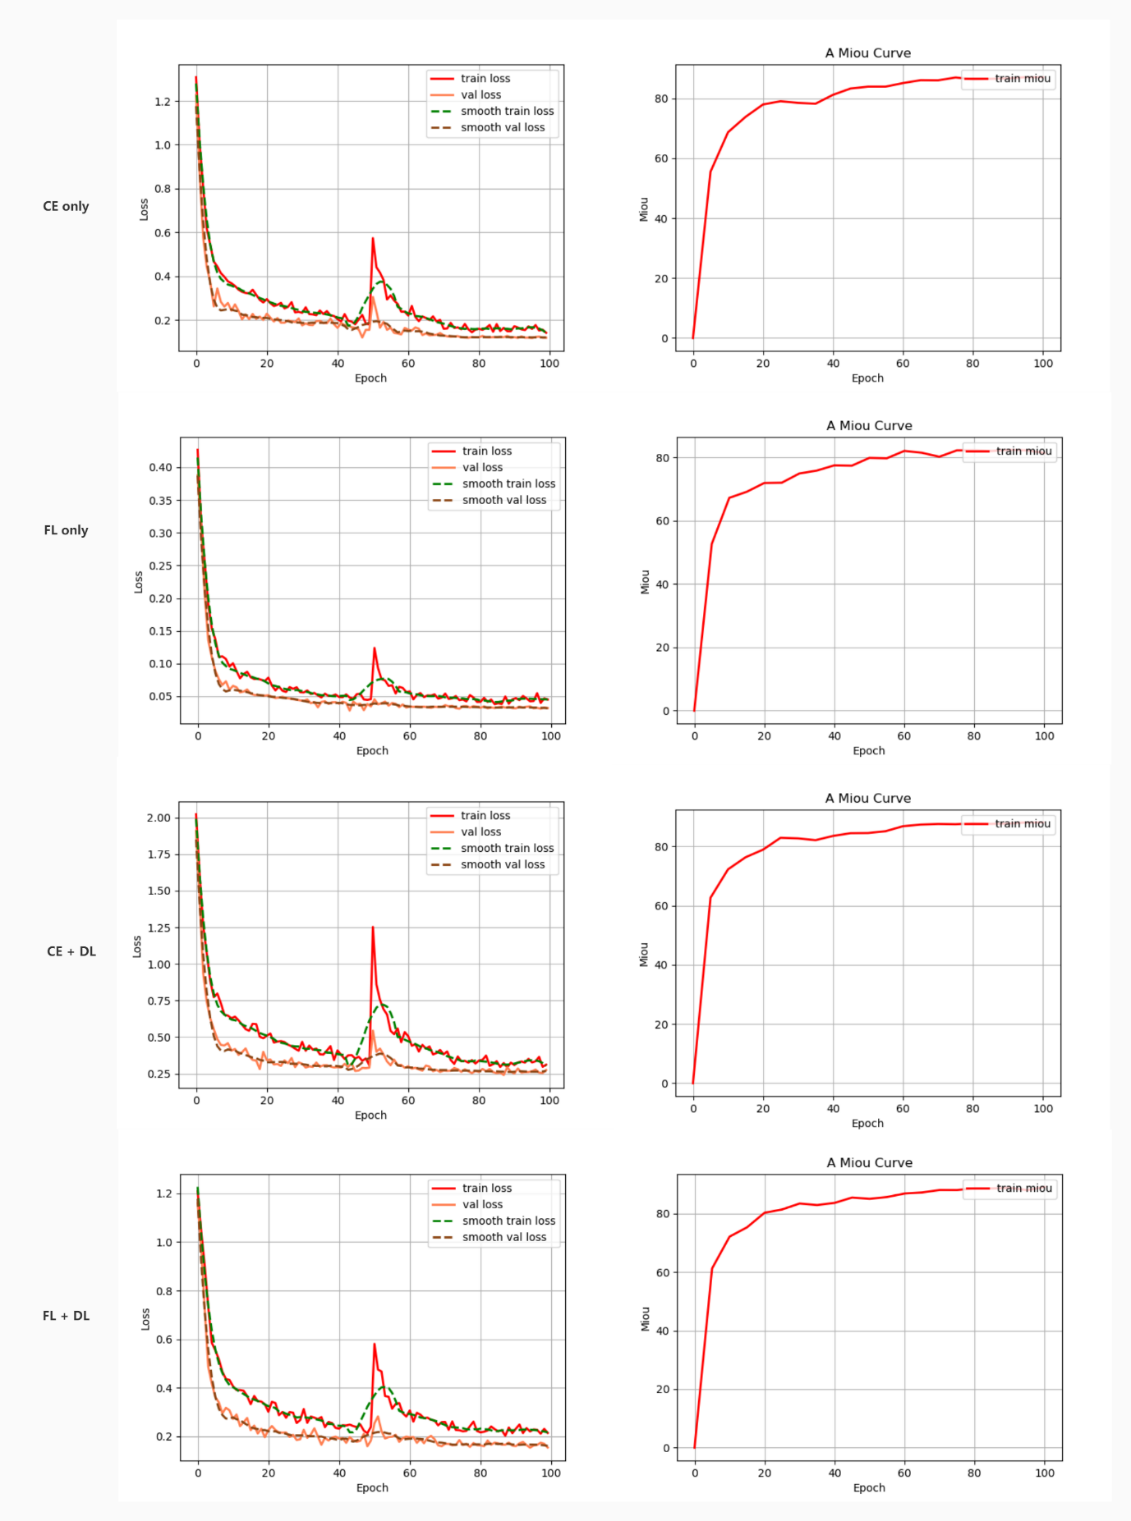 A Miou Curve
train loss
val loss
smooth train loss
smooth val loss
train miou
1.2
1.0
0.8
0.6
0.4
0.2
80
60
40
20
0
CE only
Loss
Miou
0 20 40 60 80 100
0 20 40 60 80 100
Epoch
Epoch
A Miou Curve
train loss
val loss
smooth train loss
smooth val loss
train miou
0.40
0.35
0.30
0.25
0.20
0.15
0.10
0.05
80
60
40
20
0
FL only
Loss
Miou
0 20 40 60 80 100
0 20 40 60 80 100
Epoch
Epoch
A Miou Curve
train loss
val loss
smooth train loss
smooth val loss
train miou
2.00
1.75
1.50
1.25
1.00
0.75
0.50
0.25
80
60
40
20
0
CE + DL
Loss
Miou
0 20 40 60 80 100
0 20 40 60 80 100
Epoch
Epoch
A Miou Curve
train loss
val loss
smooth train loss
smooth val loss
train miou
1.2
1.0
0.8
0.6
0.4
0.2
80
60
40
20
0
FL + DL
Loss
Miou
0 20 40 60 80 100
0 20 40 60 80 100
Epoch
Epoch